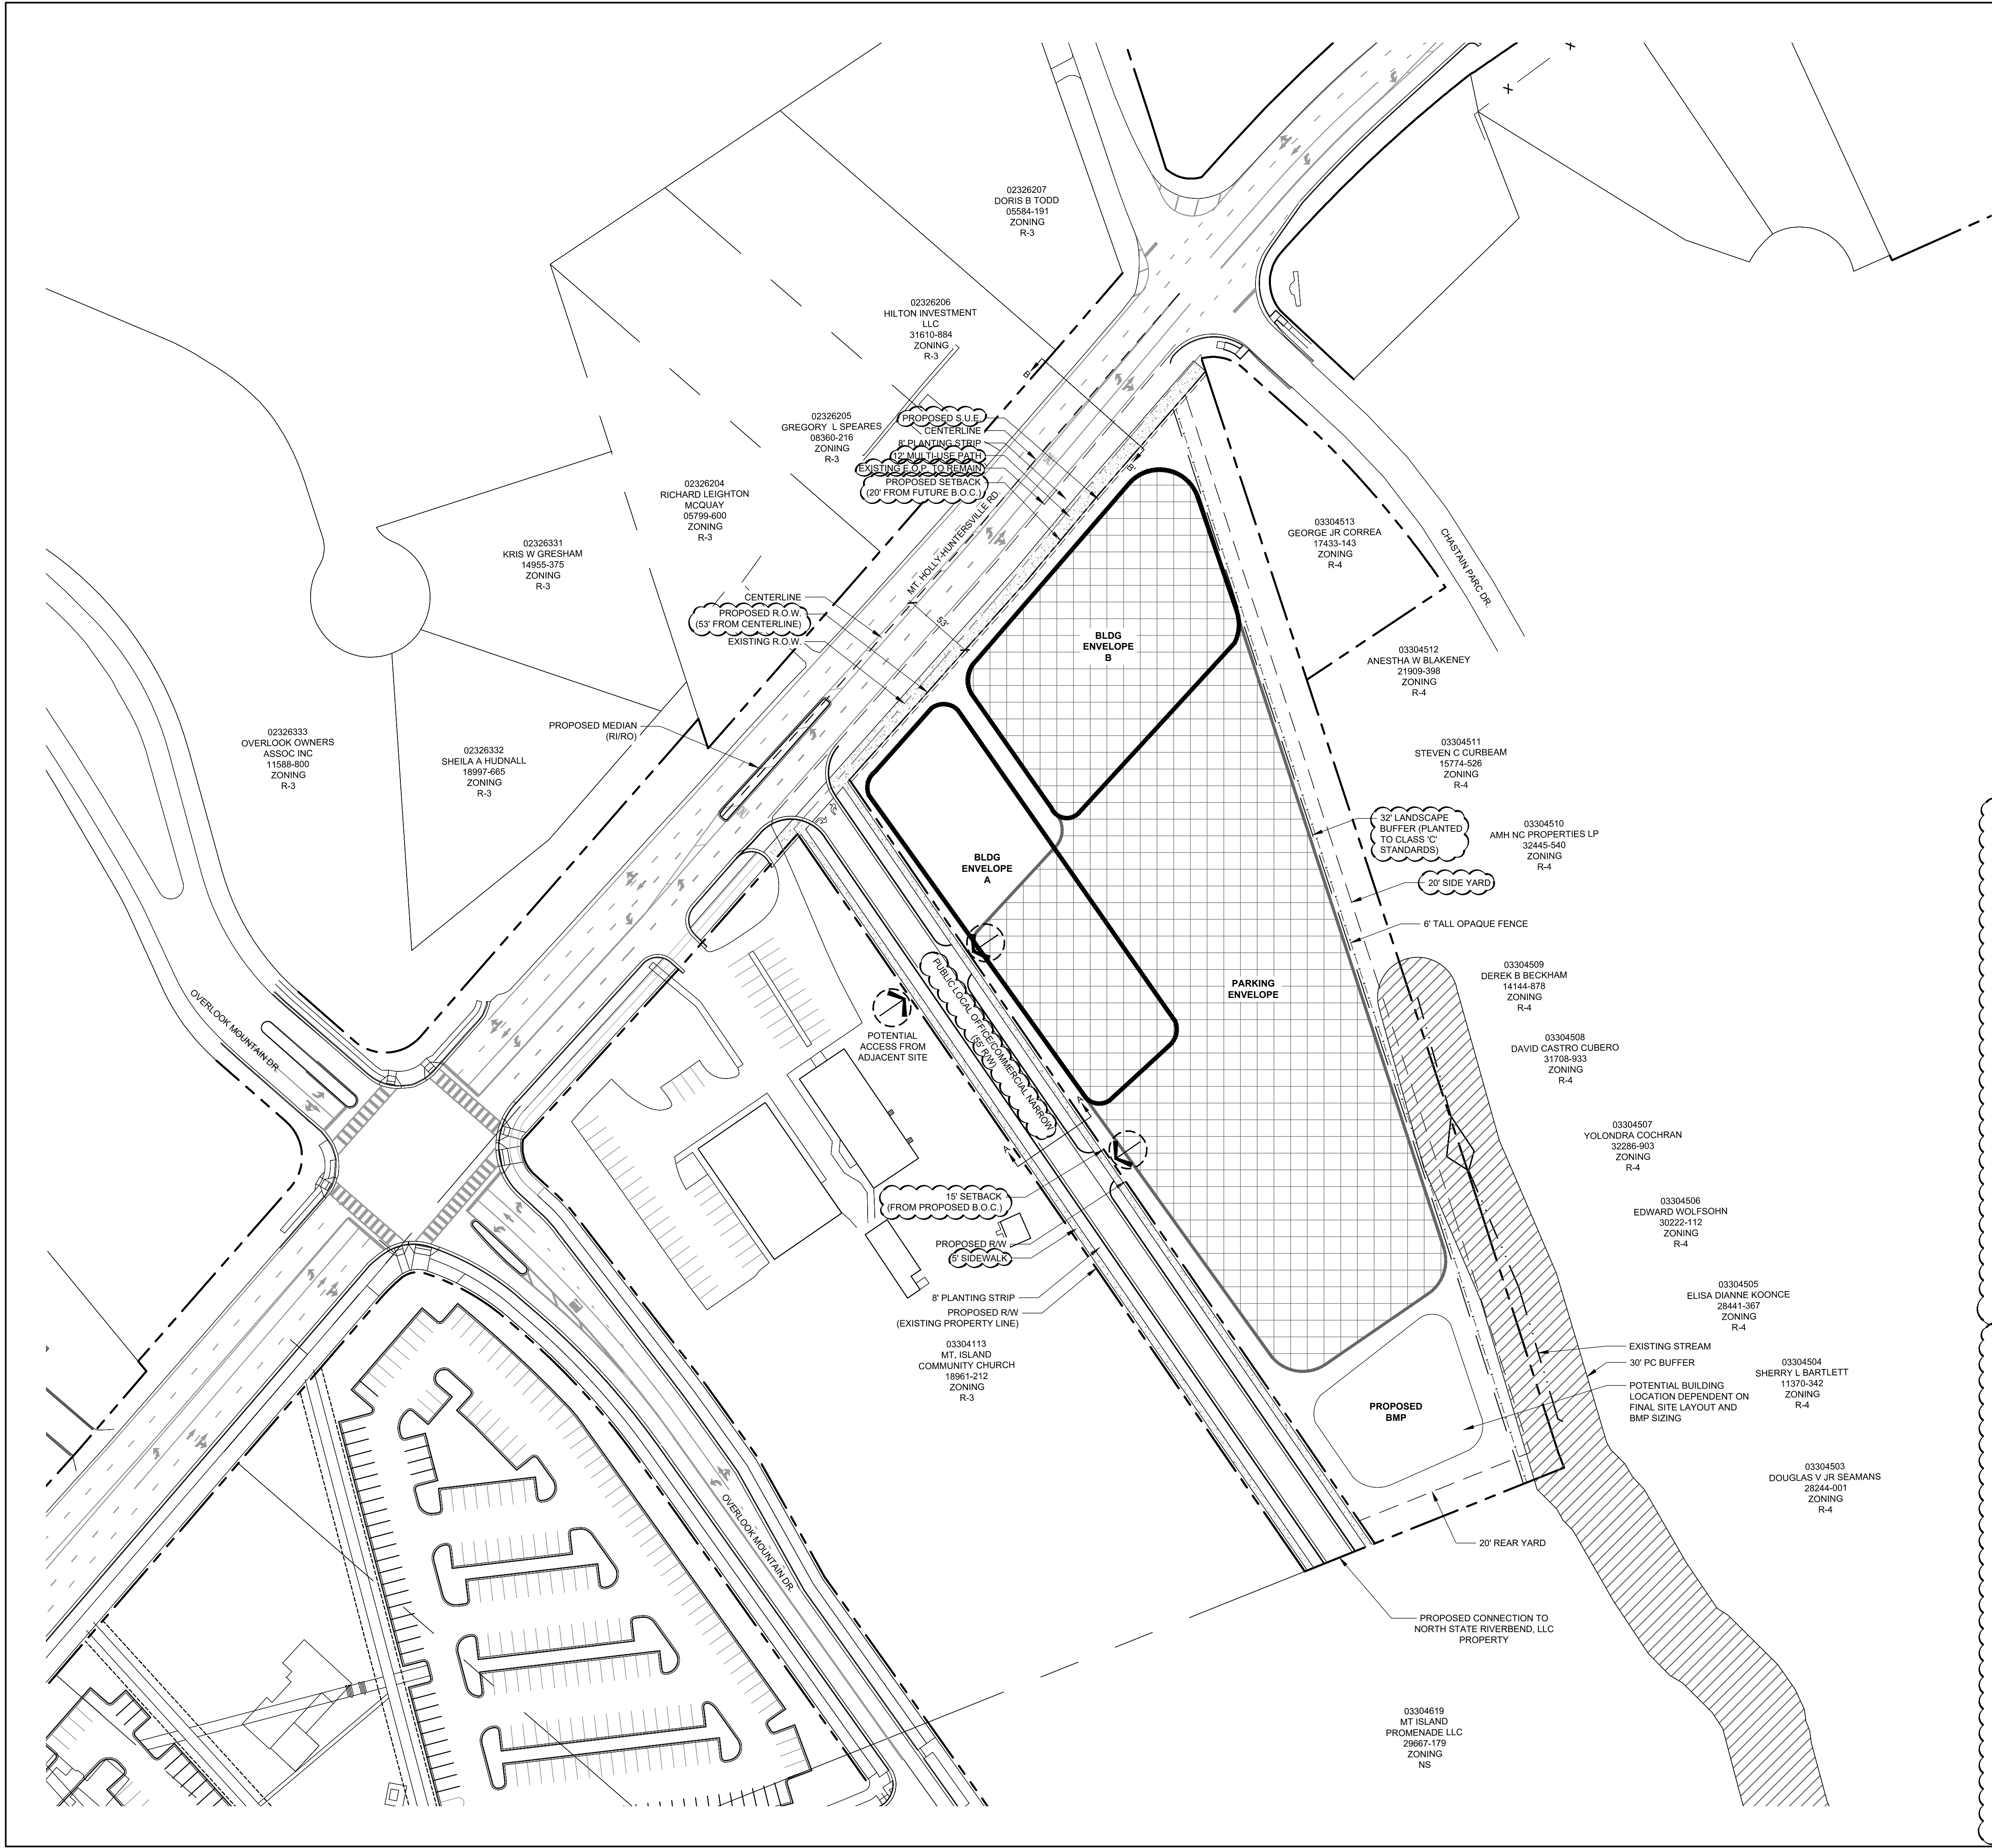 02326207
DORIS B TODD
05584-191
ZONING
R-3
02326206
HILTON INVESTMENT
LLC
31610-884
ZONING
R-3
02326205
GREGORY L SPEARES
08360-216
ZONING
R-3
PROPOSED S.U.E.
CENTERLINE
8' PLANTING STRIP
12' MULTI-USE PATH
EXISTING E.O.P. TO REMAIN
PROPOSED SETBACK
(20' FROM FUTURE B.O.C.)
B
B'
MT. HOLLY-HUNTERSVILLE RD.
02326204
RICHARD LEIGHTON
MCQUAY
05799-600
ZONING
R-3
02326331
KRIS W GRESHAM
14955-375
ZONING
R-3
CENTERLINE
PROPOSED R.O.W.
(53' FROM CENTERLINE)
EXISTING R.O.W.
53'
03304513
GEORGE JR CORREA
17433-143
ZONING
R-4
CHASTAIN PARC DR.
BLDG
ENVELOPE
B
03304512
ANESTHA W BLAKENEY
21909-398
ZONING
R-4
02326333
OVERLOOK OWNERS
ASSOC INC
11588-800
ZONING
R-3
02326332
SHEILA A HUDNALL
18997-665
ZONING
R-3
PROPOSED MEDIAN
(RI/RO)
03304511
STEVEN C CURBEAM
15774-526
ZONING
R-4
32' LANDSCAPE
BUFFER (PLANTED
TO CLASS 'C'
STANDARDS)
03304510
AMH NC PROPERTIES LP
32445-540
ZONING
R-4
BLDG
ENVELOPE
A
20' SIDE YARD
6' TALL OPAQUE FENCE
PARKING
ENVELOPE
03304509
DEREK B BECKHAM
14144-878
ZONING
R-4
OVERLOOK MOUNTAIN DR.
POTENTIAL
ACCESS FROM
ADJACENT SITE
PUBLIC LOCAL OFFICE/COMMERCIAL NARROW
(55' R/W)
03304508
DAVID CASTRO CUBERO
31708-933
ZONING
R-4
A
A'
03304507
YOLONDRA COCHRAN
32286-903
ZONING
R-4
15' SETBACK
(FROM PROPOSED B.O.C.)
PROPOSED R/W
5' SIDEWALK
03304506
EDWARD WOLFSOHN
30222-112
ZONING
R-4
8' PLANTING STRIP
PROPOSED R/W
(EXISTING PROPERTY LINE)
03304505
ELISA DIANNE KOONCE
28441-367
ZONING
R-4
03304113
MT. ISLAND
COMMUNITY CHURCH
18961-212
ZONING
R-3
EXISTING STREAM
30' PC BUFFER
POTENTIAL BUILDING
LOCATION DEPENDENT ON
FINAL SITE LAYOUT AND
BMP SIZING
03304504
SHERRY L BARTLETT
11370-342
ZONING
R-4
PROPOSED
BMP
03304503
DOUGLAS V JR SEAMANS
28244-001
ZONING
R-4
OVERLOOK MOUNTAIN DR.
20' REAR YARD
PROPOSED CONNECTION TO
NORTH STATE RIVERBEND, LLC
PROPERTY
03304619
MT ISLAND
PROMENADE LLC
29667-179
ZONING
NS